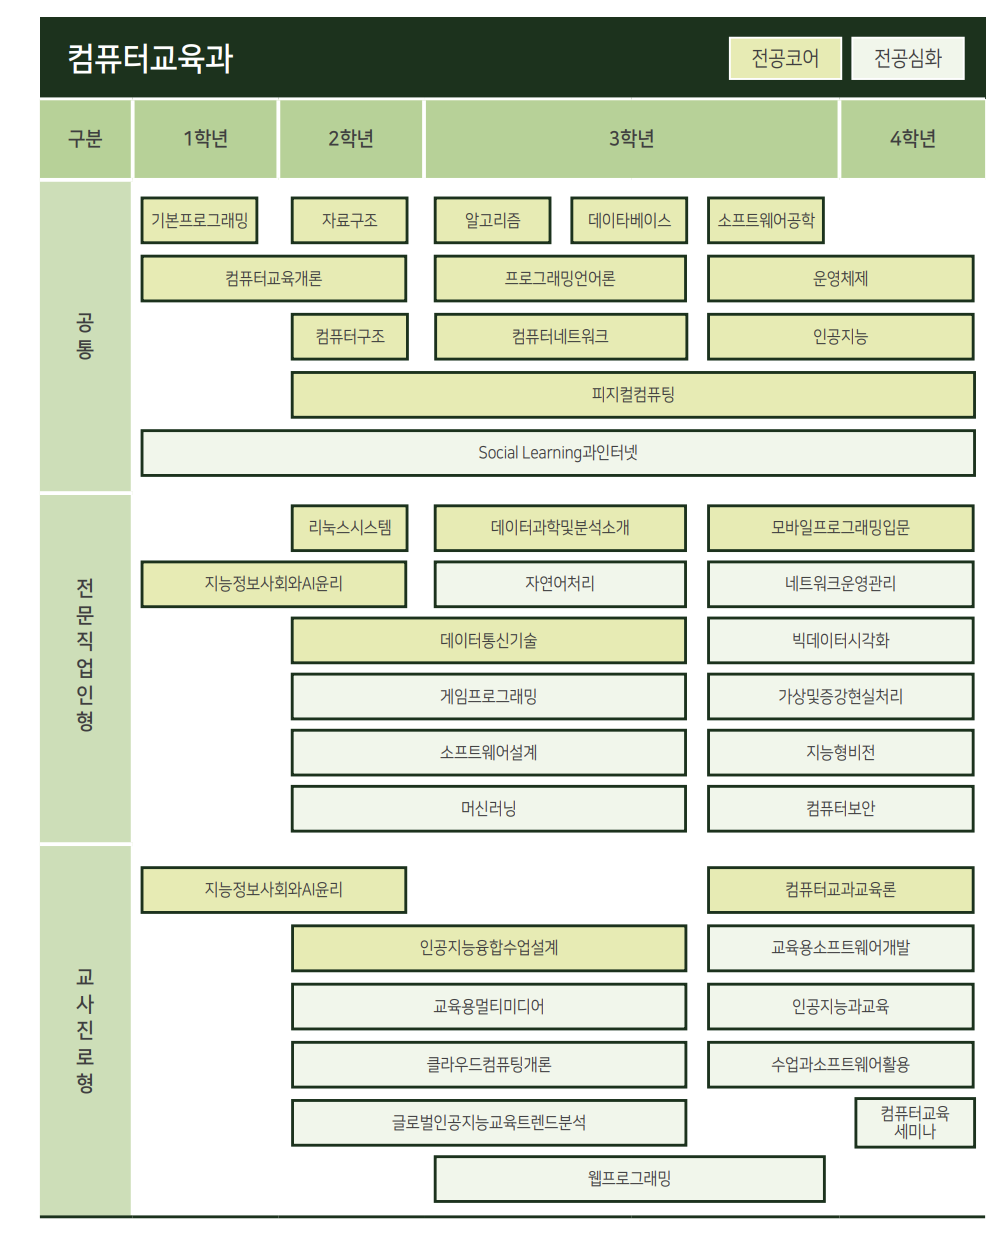 컴퓨터교육과
전공코어 전공심화
구분 1학년 2학년 3학년 4학년
공통
기본프로그래밍 자료구조 알고리즘 데이타베이스 소프트웨어공학
컴퓨터교육개론 프로그래밍언어론 운영체제
컴퓨터구조 컴퓨터네트워크 인공지능
피지컬컴퓨팅
Social Learning과인터넷
전문직업인형
리눅스시스템 데이터과학및분석소개 모바일프로그래밍입문
지능정보사회와AI윤리 자연어처리 네트워크운영관리
데이터통신기술 빅데이터시각화
게임프로그래밍 가상및증강현실처리
소프트웨어설계 지능형비전
머신러닝 컴퓨터보안
교사진로형
지능정보사회와AI윤리 컴퓨터교과교육론
인공지능융합수업설계 교육용소프트웨어개발
교육용멀티미디어 인공지능과교육
클라우드컴퓨팅개론 수업과소프트웨어활용
글로벌인공지능교육트렌드분석 컴퓨터교육
세미나
웹프로그래밍